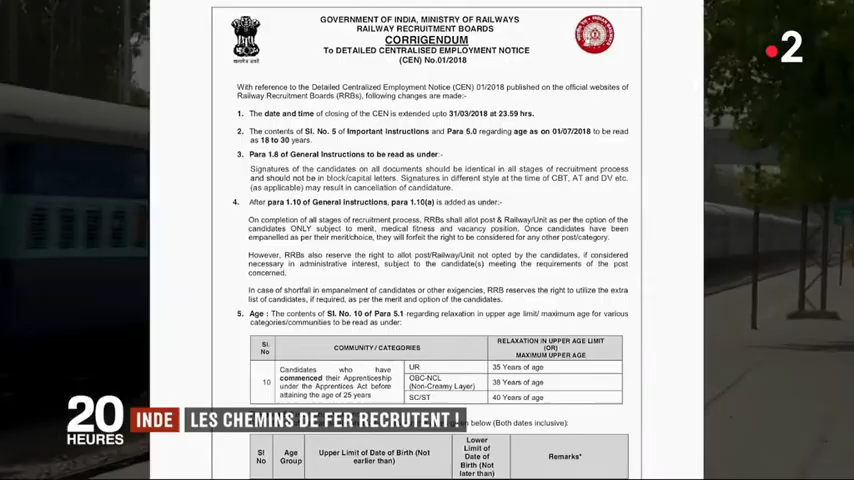 GOVERNMENT OF INDIA, MINISTRY OF RAILWAYS
RAILWAY RECRUITMENT BOARDS
CORRIGENDUM
To DETAILED CENTRALISED EMPLOYMENT NOTICE
(CEN) No.01/2018
2
With reference to the Detailed Centralized Employment Notice (CEN) 01/2018 published on the official websites of
Railway Recruitment Boards (RRBs), following changes are made:-
1. The date and time of closing of the CEN is extended upto 31/03/2018 at 23.59 hrs.
2. The contents of Sl. No. 5 of Important Instructions and Para 5.0 regarding age as on 01/07/2018 to be read
as 18 to 30 years.
3. Para 1.8 of General Instructions to be read as under:-
Signatures of the candidates on all documents should be identical in all stages of recruitment process
and should not be in block/capital letters. Signatures in different style at the time of CBT, AT and DV etc.
(as applicable) may result in cancellation of candidature.
4. After para 1.10 of General instructions, para 1.10(a) is added as under:-
On completion of all stages of recruitment process, RRBs shall allot post & Railway/Unit as per the option of the
candidates ONLY subject to merit, medical fitness and vacancy position. Once candidates have been
empanelled as per their merit/choice, they will forfeit the right to be considered for any other post/category.
However, RRBs also reserve the right to allot post/Railway/Unit not opted by the candidates, if considered
necessary in administrative interest, subject to the candidate(s) meeting the requirements of the post
concerned.
In case of shortfall in empanelment of candidates or other exigencies, RRB reserves the right to utilize the extra
list of candidates, if required, as per the merit and option of the candidates.
5. Age : The contents of Sl. No. 10 of Para 5.1 regarding relaxation in upper age limit/ maximum age for various
categories/communities to be read as under:
Sl. No
COMMUNITY / CATEGORIES
RELAXATION IN UPPER AGE LIMIT
(OR)
MAXIMUM UPPER AGE
10
Candidates who have
commenced their Apprenticeship
under the Apprentices Act before
attaining the age of 25 years
UR
35 Years of age
OBC-NCL
(Non-Creamy Layer)
38 Years of age
SC/ST
40 Years of age
20 HEURES
INDE LES CHEMINS DE FER RECRUTENT !
given below (Both dates inclusive):
Sl
No
Age
Group
Upper Limit of Date of Birth (Not
earlier than)
Lower
Limit of
Date of
Birth (Not
later than)
Remarks*